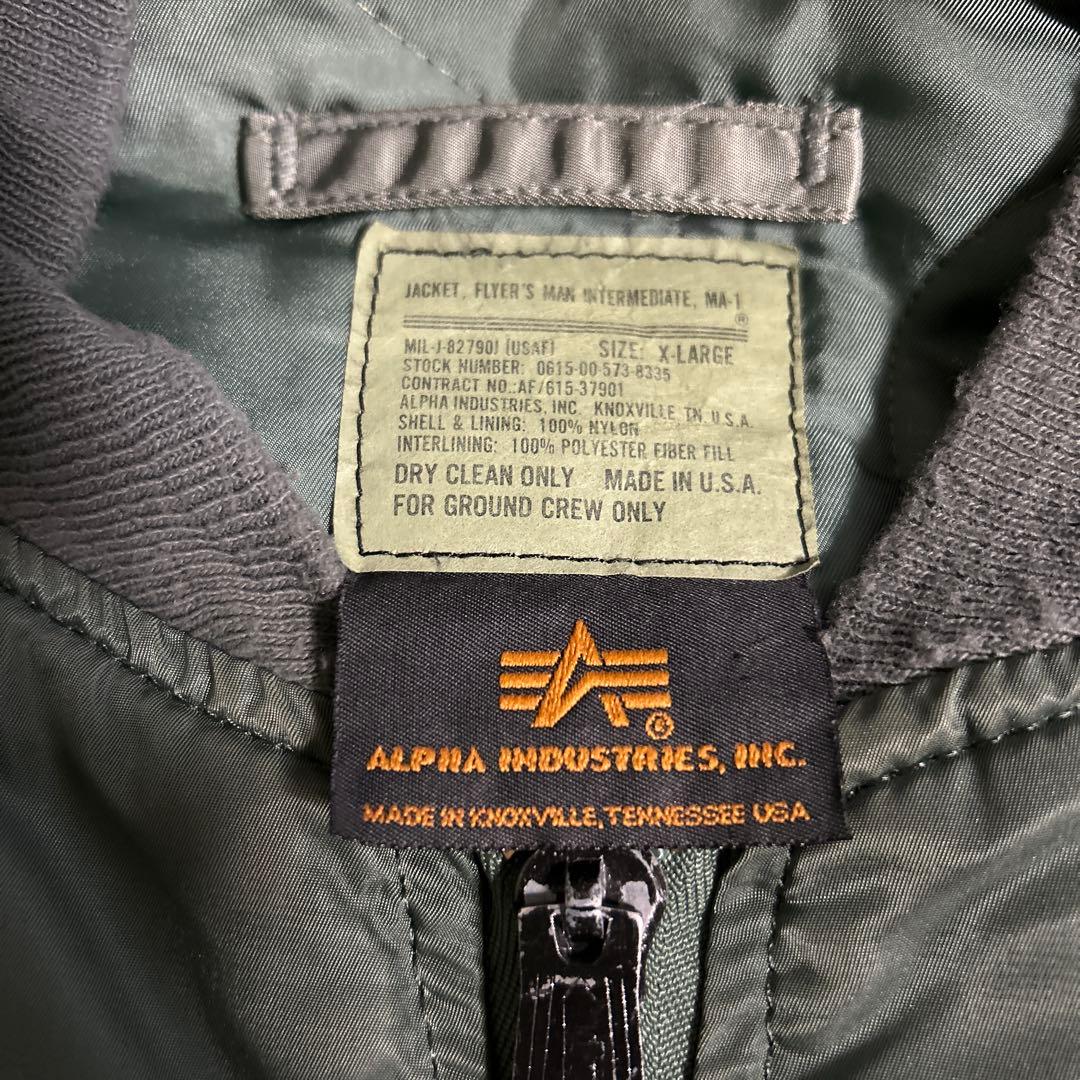 JACKET, FLYER'S MAN INTERMEDIATE, MA-1
®
MIL-J-8279OJ (USAF) SIZE: X-LARGE
STOCK NUMBER: 0615-00-573-8335
CONTRACT NO.:AF/615-37901
ALPHA INDUSTRIES, INC. KNOXVILLE, TN. U.S.A.
SHELL & LINING: 100% NYLON
INTERLINING: 100% POLYESTER FIBER FILL
DRY CLEAN ONLY MADE IN U.S.A.
FOR GROUND CREW ONLY
®
ALPHA INDUSTRIES, INC.
MADE IN KNOXVILLE, TENNESSEE USA